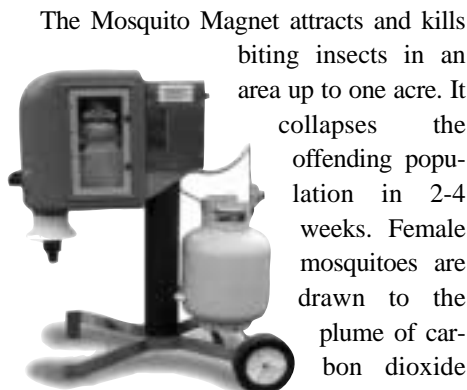 The Mosquito Magnet attracts and kills
biting insects in an
area up to one acre. It
collapses the
offending popu-
lation in 2-4
weeks. Female
mosquitoes are
drawn to the
plume of car-
bon dioxide